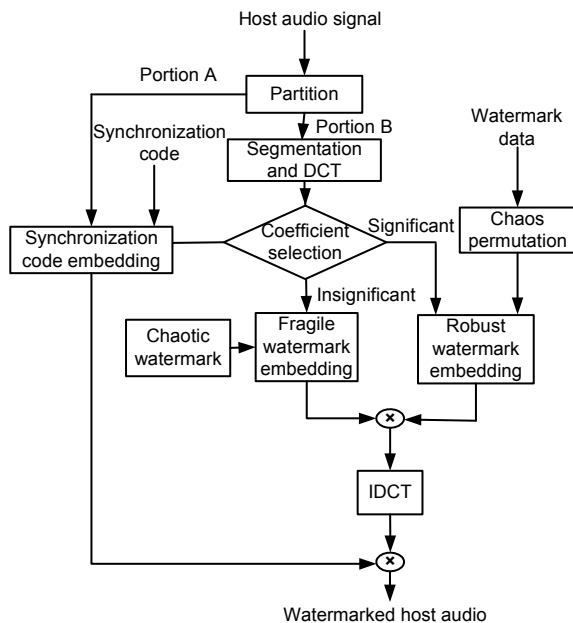 Host audio signal
Portion A
Partition
Synchronization
code
Portion B
Watermark
data
Segmentation
and DCT
Synchronization
code embedding
Coefficient
selection
Significant
Chaos
permutation
Insignificant
Chaotic
watermark
Fragile
watermark
embedding
Robust
watermark
embedding
×
IDCT
×
Watermarked host audio